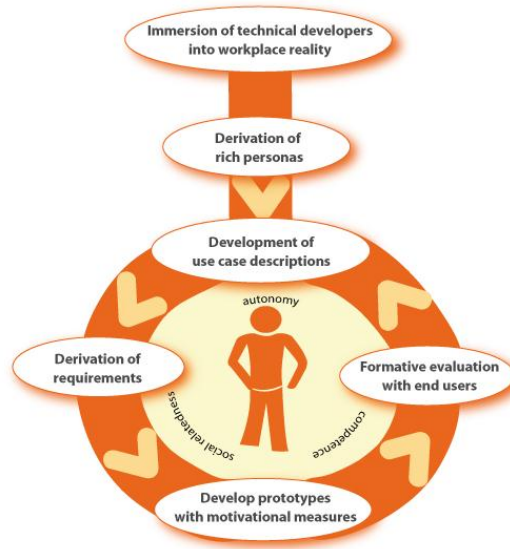 Immersion of technical developers
into workplace reality
Derivation of
rich personas
Development of
use case descriptions
autonomy
Derivation of
requirements
Formative evaluation
with end users
social relatedness
competence
Develop prototypes
with motivational measures